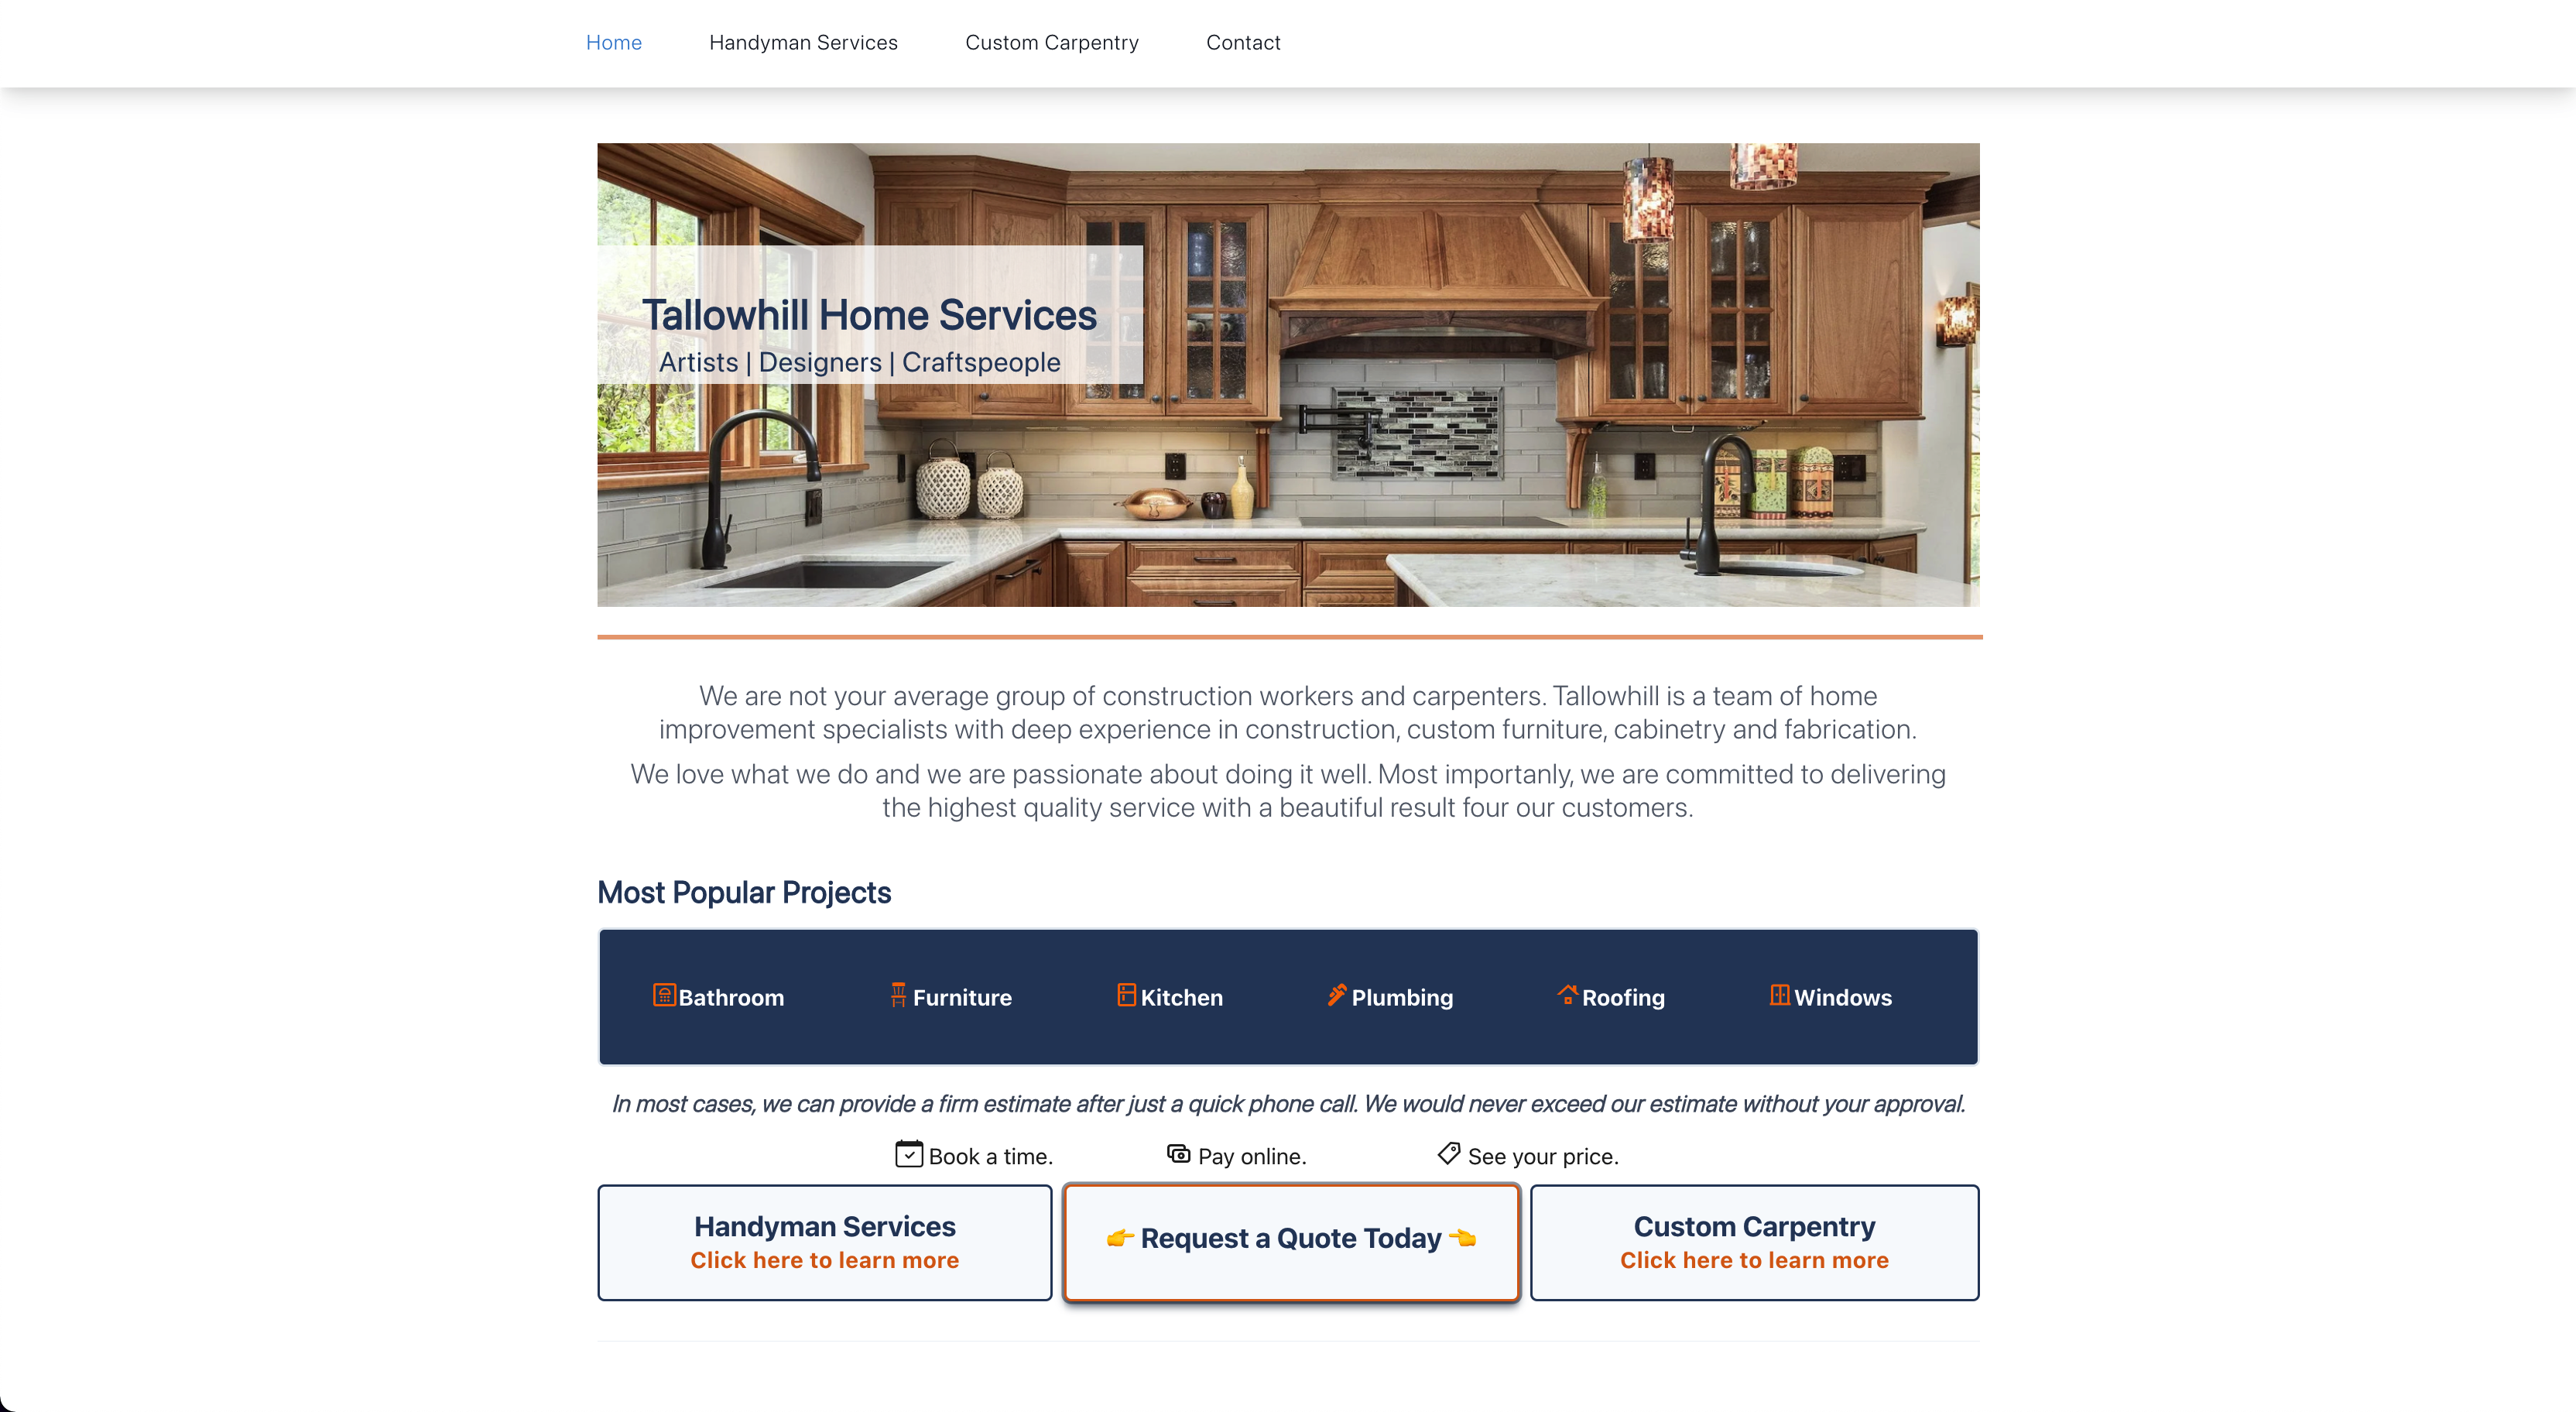 Home Handyman Services Custom Carpentry Contact
Tallowhill Home Services
Artists | Designers | Craftspeople
We are not your average group of construction workers and carpenters. Tallowhill is a team of home
improvement specialists with deep experience in construction, custom furniture, cabinetry and fabrication.
We love what we do and we are passionate about doing it well. Most importanly, we are committed to delivering
the highest quality service with a beautiful result four our customers.
Most Popular Projects
Bathroom Furniture Kitchen Plumbing Roofing Windows
In most cases, we can provide a firm estimate after just a quick phone call. We would never exceed our estimate without your approval.
Book a time. Pay online. See your price.
Handyman Services
Click here to learn more
👉 Request a Quote Today 👈
Custom Carpentry
Click here to learn more